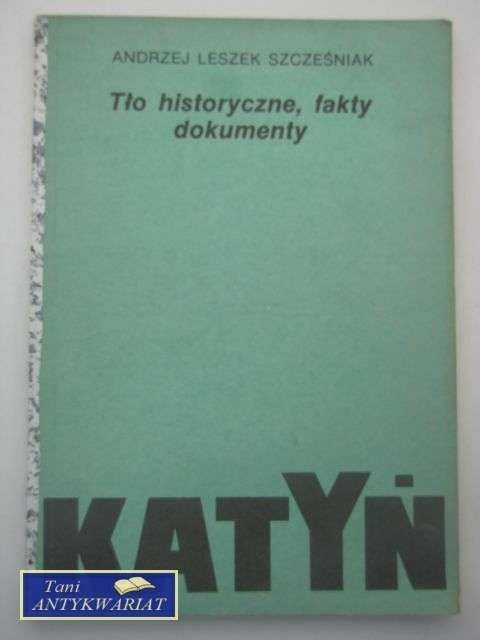 ANDRZEJ LESZEK SZCZEŚNIAK
Tło historyczne, fakty
dokumenty
KATYŃ
Tani
ANTYKWARIAT